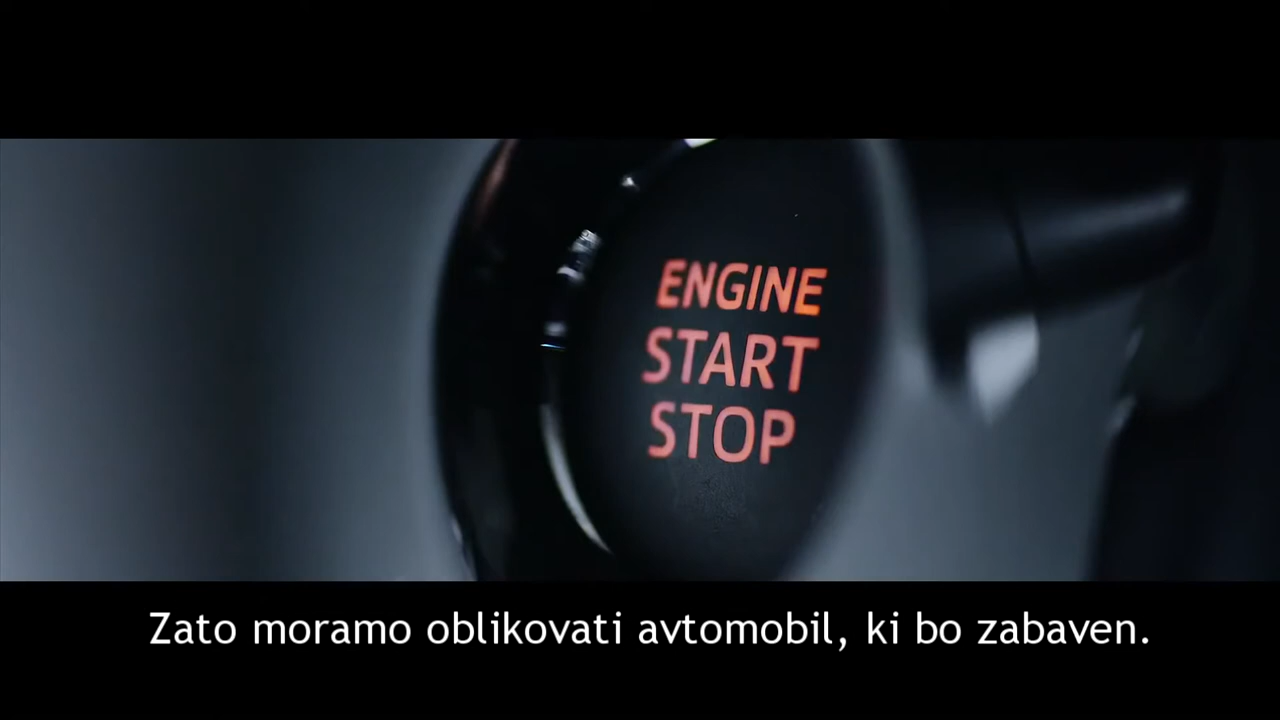 ENGINE
START
STOP
Zato moramo oblikovati avtomobil, ki bo zabaven.